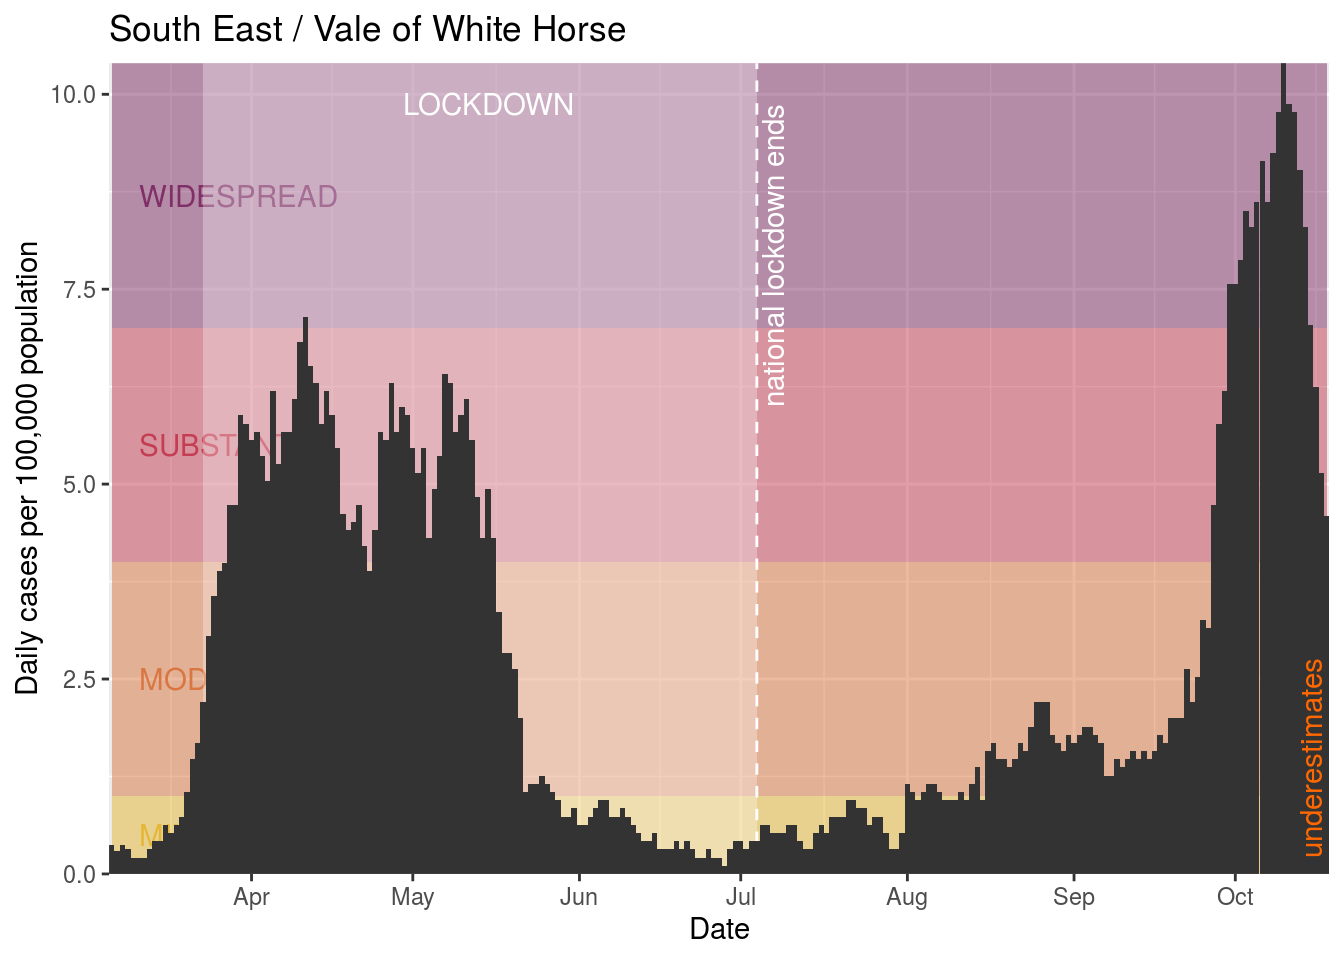 South East / Vale of White Horse
Daily cases per 100,000 population
10.0
7.5
5.0
2.5
0.0
LOCKDOWN
WIDESPREAD
SUBSTAN
MOD
national lockdown ends
underestimates
Apr
May
Jun
Jul
Aug
Sep
Oct
Date